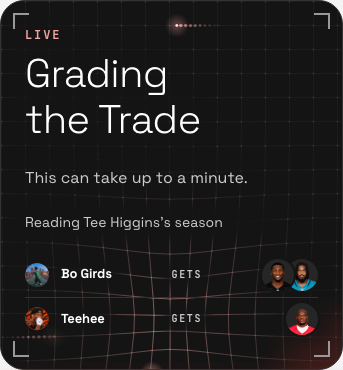 LIVE
Grading
the Trade
This can take up to a minute.
Reading Tee Higgins's season
Bo Girds GETS
Teehee GETS